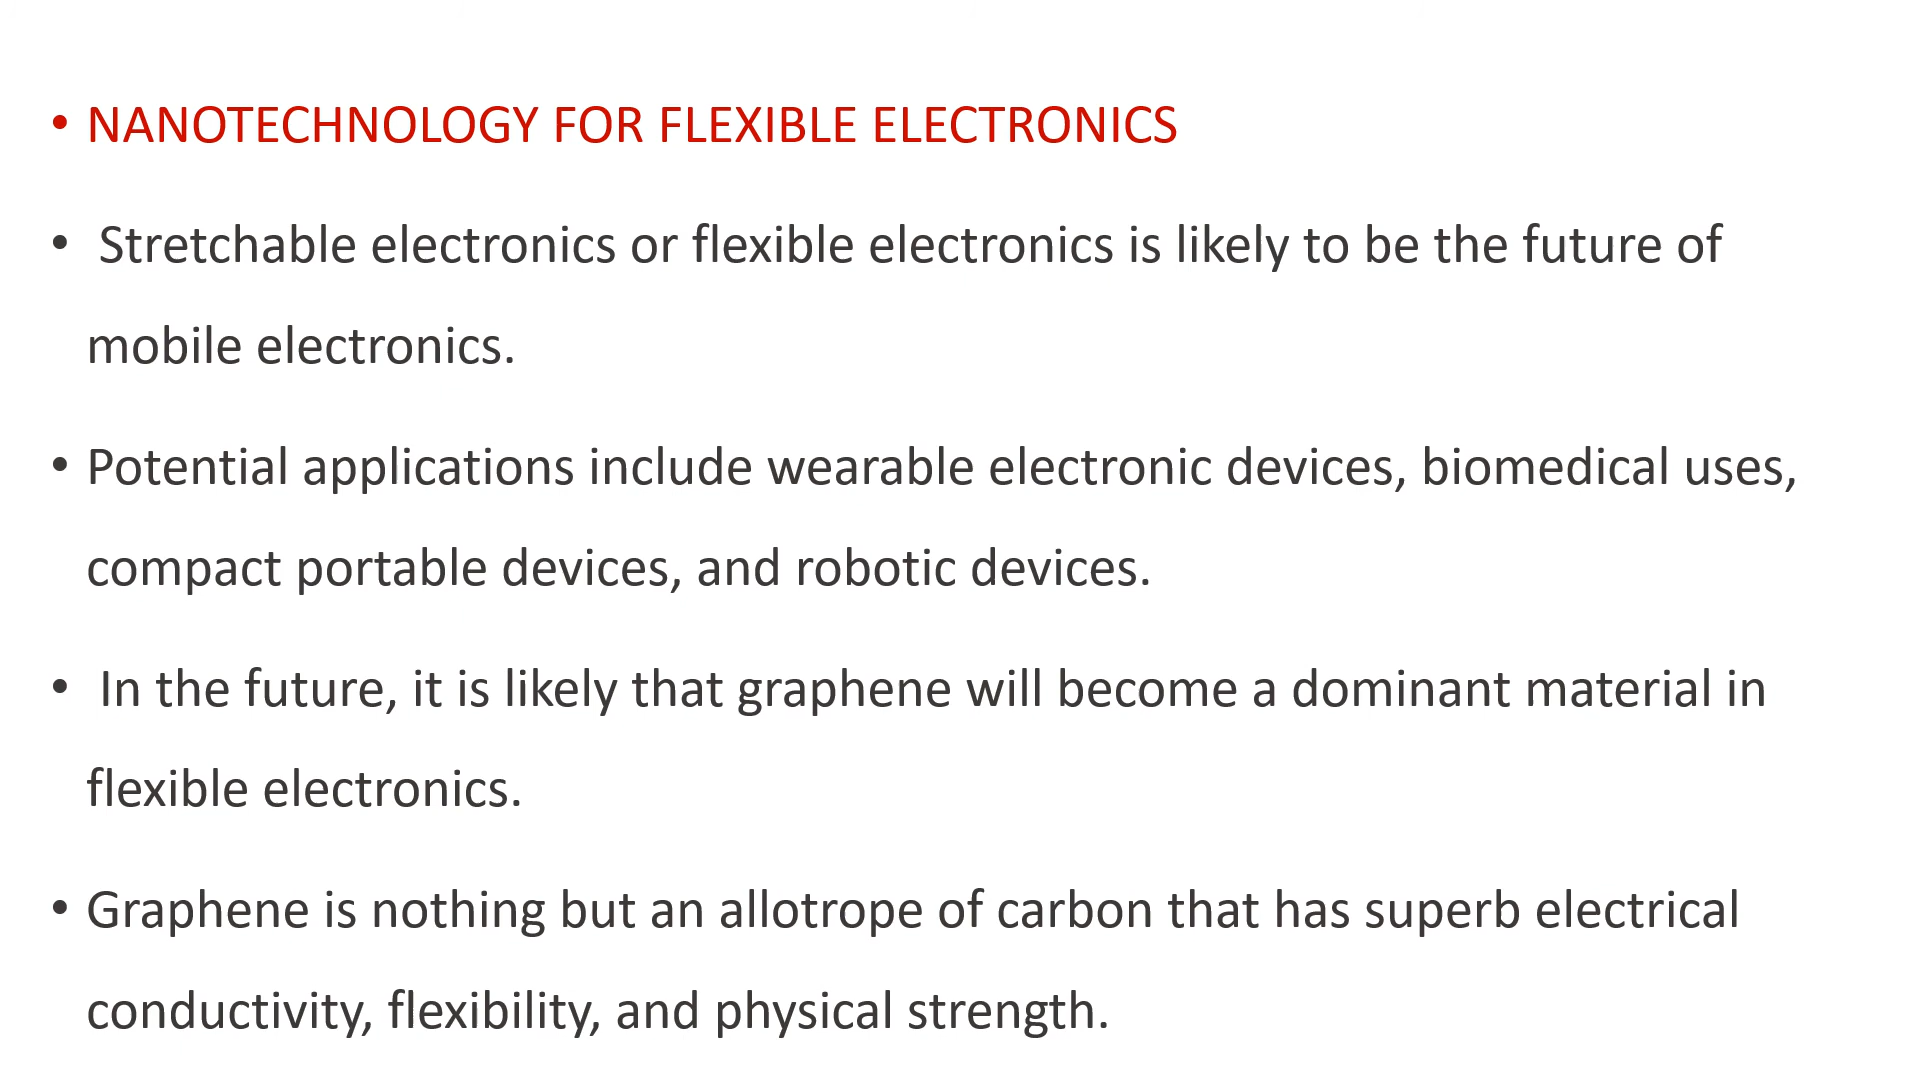 • NANOTECHNOLOGY FOR FLEXIBLE ELECTRONICS
• Stretchable electronics or flexible electronics is likely to be the future of
mobile electronics.
• Potential applications include wearable electronic devices, biomedical uses,
compact portable devices, and robotic devices.
• In the future, it is likely that graphene will become a dominant material in
flexible electronics.
• Graphene is nothing but an allotrope of carbon that has superb electrical
conductivity, flexibility, and physical strength.